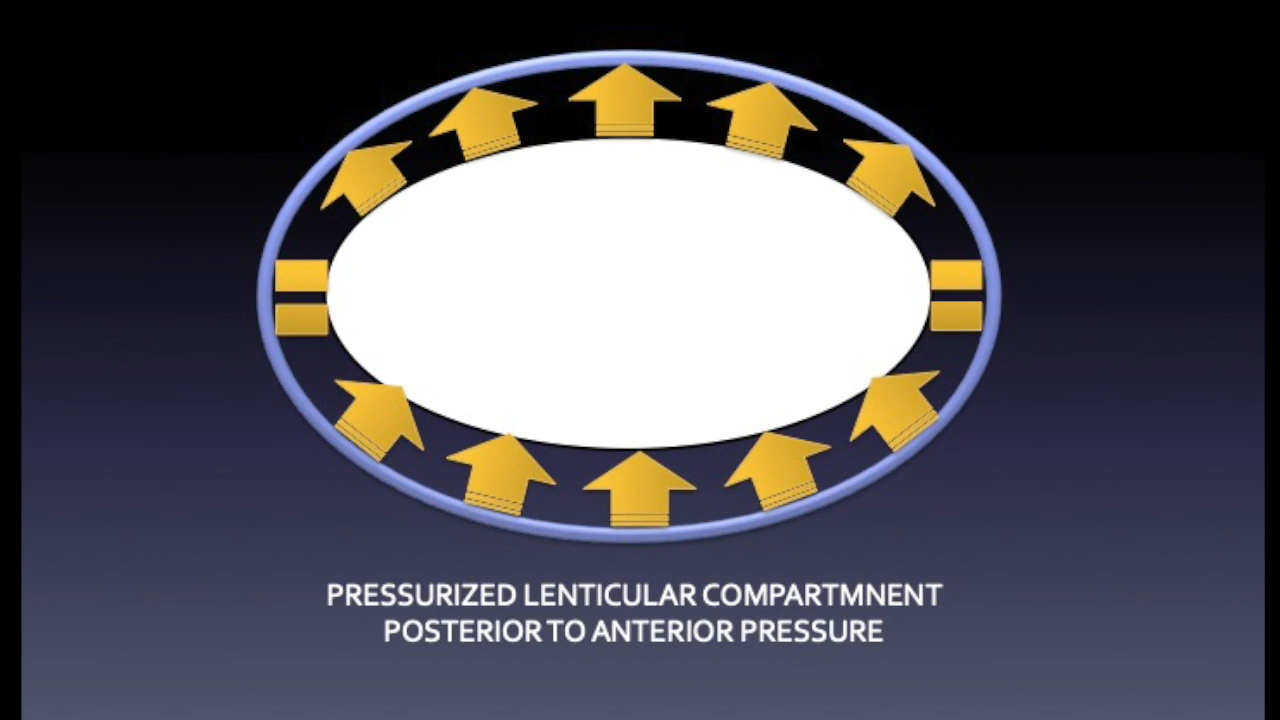 PRESSURIZED LENTICULAR COMPARTMNENT
POSTERIOR TO ANTERIOR PRESSURE